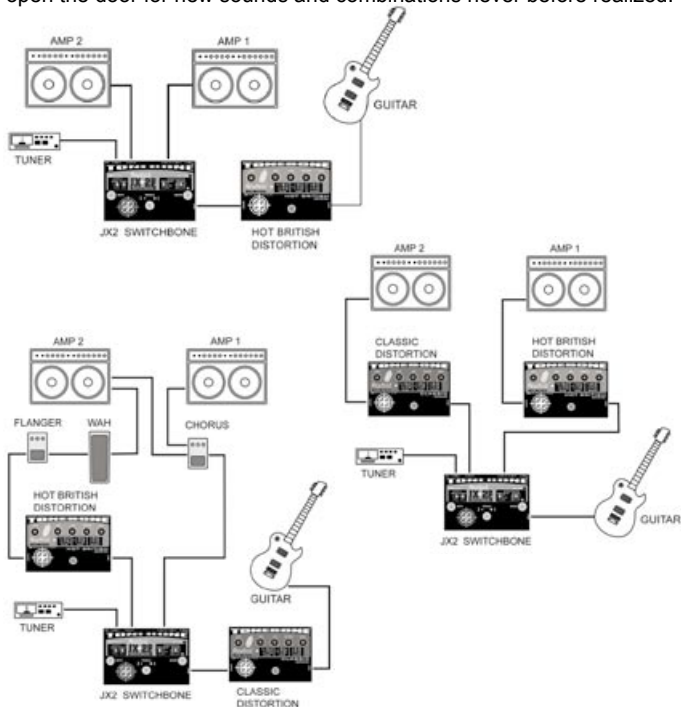 open the door for new sounds and combinations never before realized.
AMP 2
AMP 1
GUITAR
TUNER
JX2 SWITCHBONE
HOT BRITISH
DISTORTION
AMP 2
AMP 1
CLASSIC
DISTORTION
HOT BRITISH
DISTORTION
TUNER
GUITAR
JX2 SWITCHBONE
AMP 2
AMP 1
FLANGER
WAH
CHORUS
HOT BRITISH
DISTORTION
GUITAR
TUNER
JX2 SWITCHBONE
CLASSIC
DISTORTION